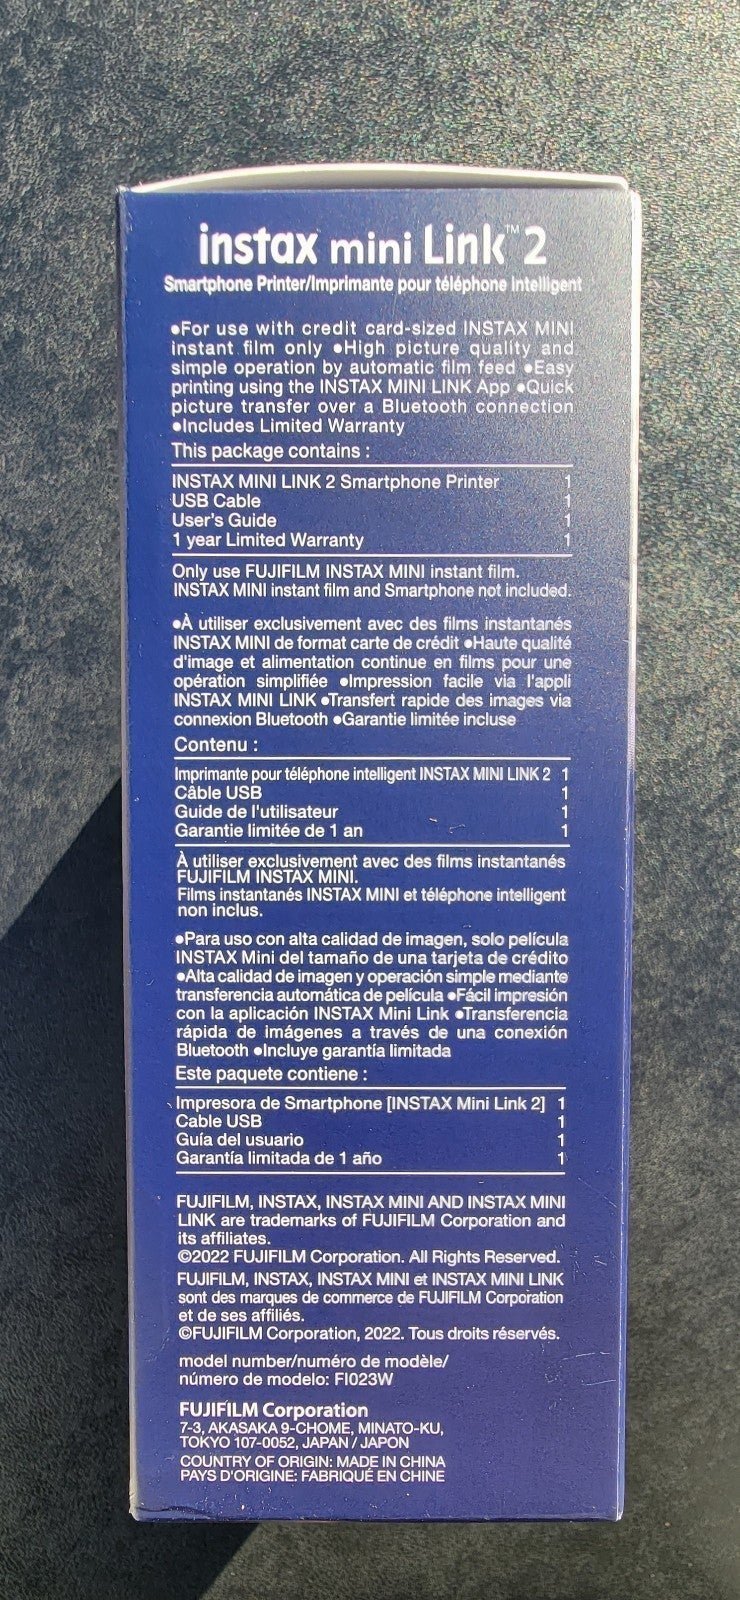 instax mini Link™ 2
Smartphone Printer/Imprimante pour téléphone intelligent
●For use with credit card-sized INSTAX MINI
instant film only ●High picture quality and
simple operation by automatic film feed ●Easy
printing using the INSTAX MINI LINK App ●Quick
picture transfer over a Bluetooth connection
●Includes Limited Warranty
This package contains :
INSTAX MINI LINK 2 Smartphone Printer 1
USB Cable 1
User's Guide 1
1 year Limited Warranty 1
Only use FUJIFILM INSTAX MINI instant film.
INSTAX MINI instant film and Smartphone not included.
●À utiliser exclusivement avec des films instantanés
INSTAX MINI de format carte de crédit ●Haute qualité
d'image et alimentation continue en films pour une
opération simplifiée ●Impression facile via l'appli
INSTAX MINI LINK ●Transfert rapide des images via
connexion Bluetooth ●Garantie limitée incluse
Contenu :
Imprimante pour téléphone intelligent INSTAX MINI LINK 2 1
Câble USB 1
Guide de l'utilisateur 1
Garantie limitée de 1 an 1
À utiliser exclusivement avec des films instantanés
FUJIFILM INSTAX MINI.
Films instantanés INSTAX MINI et téléphone intelligent
non inclus.
●Para uso con alta calidad de imagen, solo película
INSTAX Mini del tamaño de una tarjeta de crédito
●Alta calidad de imagen y operación simple mediante
transferencia automática de película ●Fácil impresión
con la aplicación INSTAX Mini Link ●Transferencia
rápida de imágenes a través de una conexión
Bluetooth ●Incluye garantía limitada
Este paquete contiene :
Impresora de Smartphone [INSTAX Mini Link 2] 1
Cable USB 1
Guía del usuario 1
Garantía limitada de 1 año 1
FUJIFILM, INSTAX, INSTAX MINI AND INSTAX MINI
LINK are trademarks of FUJIFILM Corporation and
its affiliates.
©2022 FUJIFILM Corporation. All Rights Reserved.
FUJIFILM, INSTAX, INSTAX MINI et INSTAX MINI LINK
sont des marques de commerce de FUJIFILM Corporation
et de ses affiliés.
©FUJIFILM Corporation, 2022. Tous droits réservés.
model number/numéro de modèle/
número de modelo: FI023W
FUJIFILM Corporation
7-3, AKASAKA 9-CHOME, MINATO-KU,
TOKYO 107-0052, JAPAN / JAPON
COUNTRY OF ORIGIN: MADE IN CHINA
PAYS D'ORIGINE: FABRIQUÉ EN CHINE